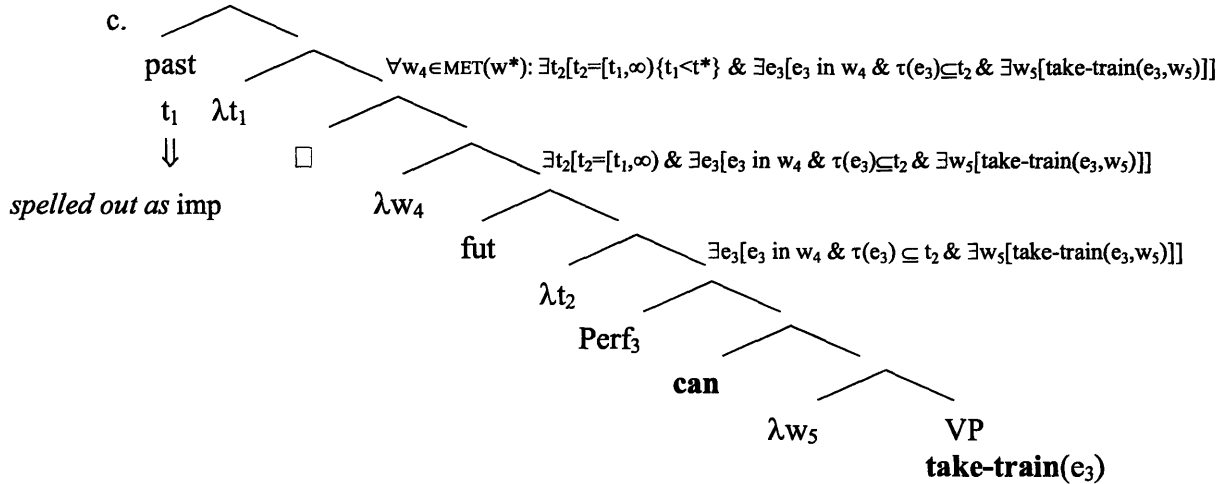 c.
past ∀w₄∈MET(w*): ∃t₂[t₂=[t₁,∞){t₁<t*} & ∃e₃[e₃ in w₄ & τ(e₃)⊆t₂ & ∃w₅[take-train(e₃,w₅)]]
t₁ λt₁
⇓ □ ∃t₂[t₂=[t₁,∞) & ∃e₃[e₃ in w₄ & τ(e₃)⊆t₂ & ∃w₅[take-train(e₃,w₅)]]
spelled out as imp λw₄
fut ∃e₃[e₃ in w₄ & τ(e₃) ⊆ t₂ & ∃w₅[take-train(e₃,w₅)]]
λt₂
Perf₃
can
λw₅ VP
take-train(e₃)